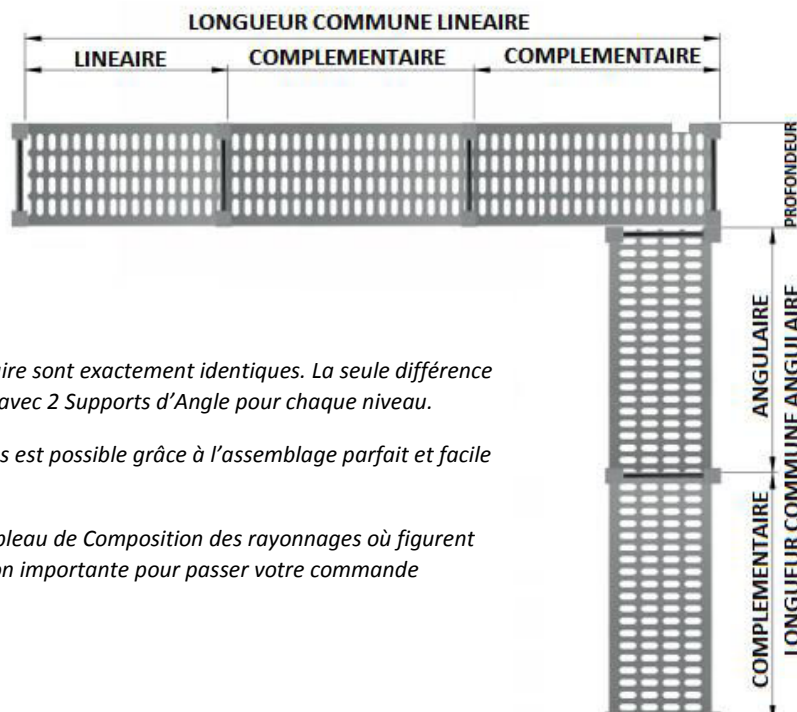 LONGUEUR COMMUNE LINEAIRE
LINEAIRE
COMPLEMENTAIRE
COMPLEMENTAIRE
PROFONDEUR
ANGULAIRE
COMPLEMENTAIRE
LONGUEUR COMMUNE ANGULAIRE
ire sont exactement identiques. La seule différence
avec 2 Supports d’Angle pour chaque niveau.
s est possible grâce à l’assemblage parfait et facile
bleau de Composition des rayonnages où figurent
on importante pour passer votre commande